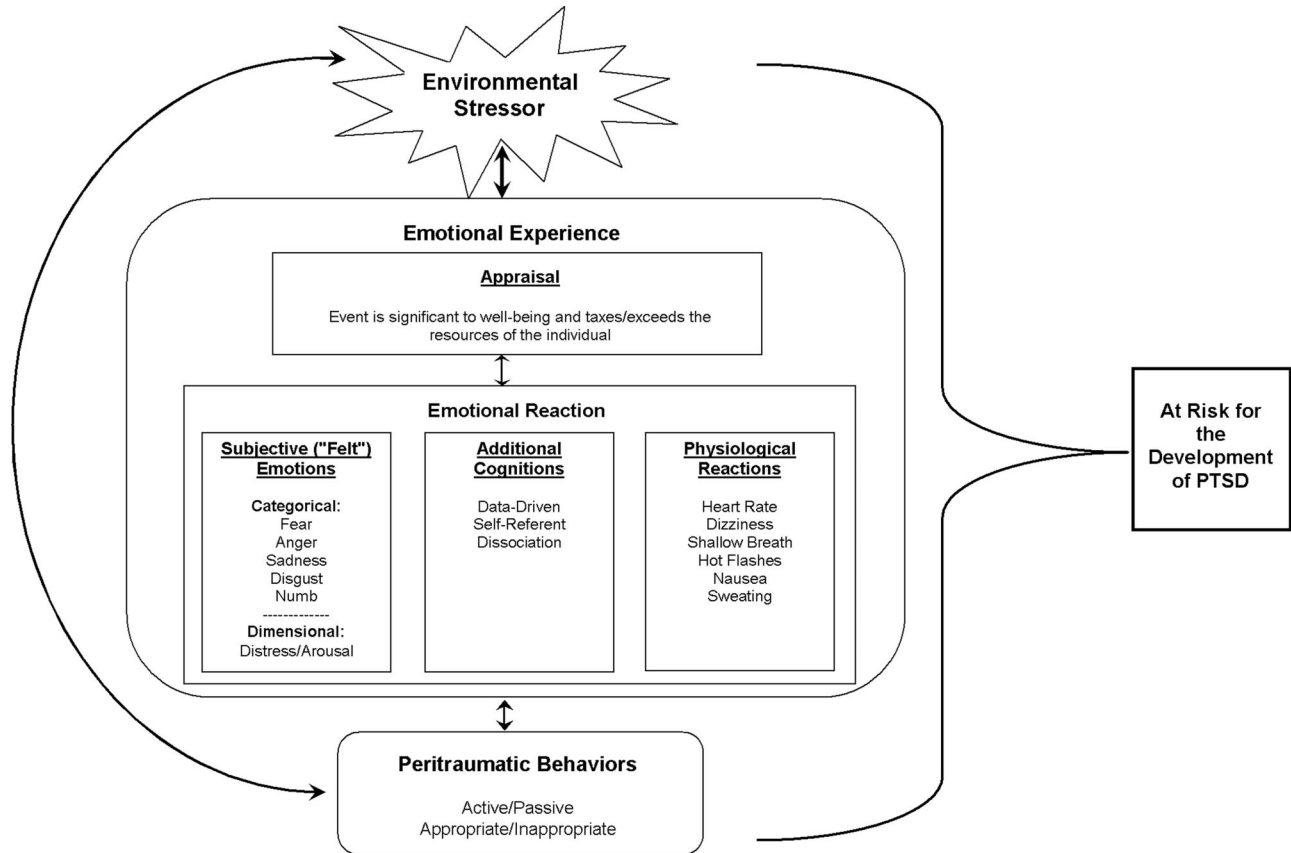 Environmental
Stressor
Emotional Experience
Appraisal
Event is significant to well-being and taxes/exceeds the
resources of the individual
Emotional Reaction
Subjective ("Felt")
Emotions
Categorical:
Fear
Anger
Sadness
Disgust
Numb
-------------
Dimensional:
Distress/Arousal
Additional
Cognitions
Data-Driven
Self-Referent
Dissociation
Physiological
Reactions
Heart Rate
Dizziness
Shallow Breath
Hot Flashes
Nausea
Sweating
Peritraumatic Behaviors
Active/Passive
Appropriate/Inappropriate
At Risk for
the
Development
of PTSD